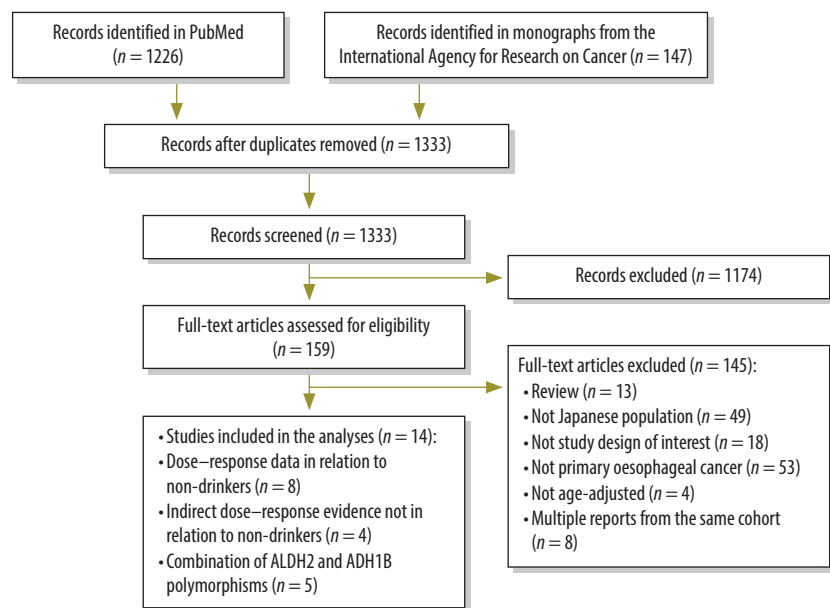 Records identified in PubMed
(n = 1226)
Records identified in monographs from the
International Agency for Research on Cancer (n = 147)
Records after duplicates removed (n = 1333)
Records screened (n = 1333)
Records excluded (n = 1174)
Full-text articles assessed for eligibility
(n = 159)
Full-text articles excluded (n = 145):
• Review (n = 13)
• Not Japanese population (n = 49)
• Not study design of interest (n = 18)
• Not primary oesophageal cancer (n = 53)
• Not age-adjusted (n = 4)
• Multiple reports from the same cohort
(n = 8)
• Studies included in the analyses (n = 14):
• Dose–response data in relation to
non-drinkers (n = 8)
• Indirect dose–response evidence not in
relation to non-drinkers (n = 4)
• Combination of ALDH2 and ADH1B
polymorphisms (n = 5)